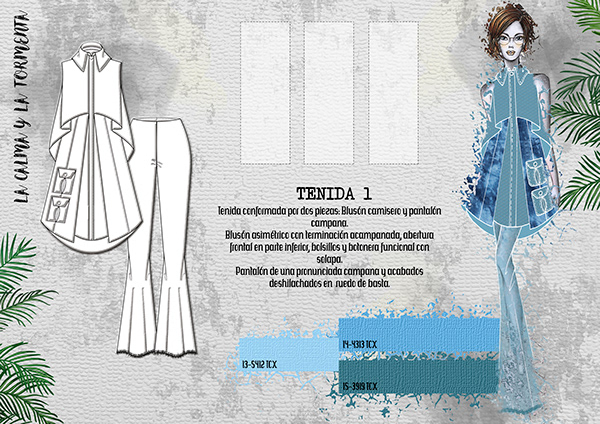 LA CALMA Y LA TORMENTA
TENIDA 1
Tenida conformada por dos piezas: Blusón camisero y pantalón
campana.
Blusón asimétrico con terminación acampanada, abertura
frontal en parte inferior, bolsillos y botonera funcional con
solapa.
Pantalón de una pronunciada campana y acabados
deshilachados en ruedo de basta.
14-4313 TCX
13-5412 TCX
15-3919 TCX